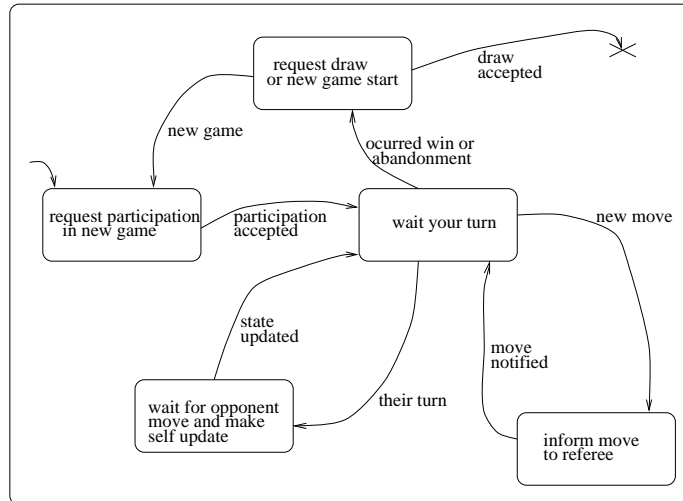 request draw
or new game start
draw
accepted
new game
ocurred win or
abandonment
request participation
in new game
participation
accepted
wait your turn
new move
state
updated
move
notified
their turn
wait for opponent
move and make
self update
inform move
to referee